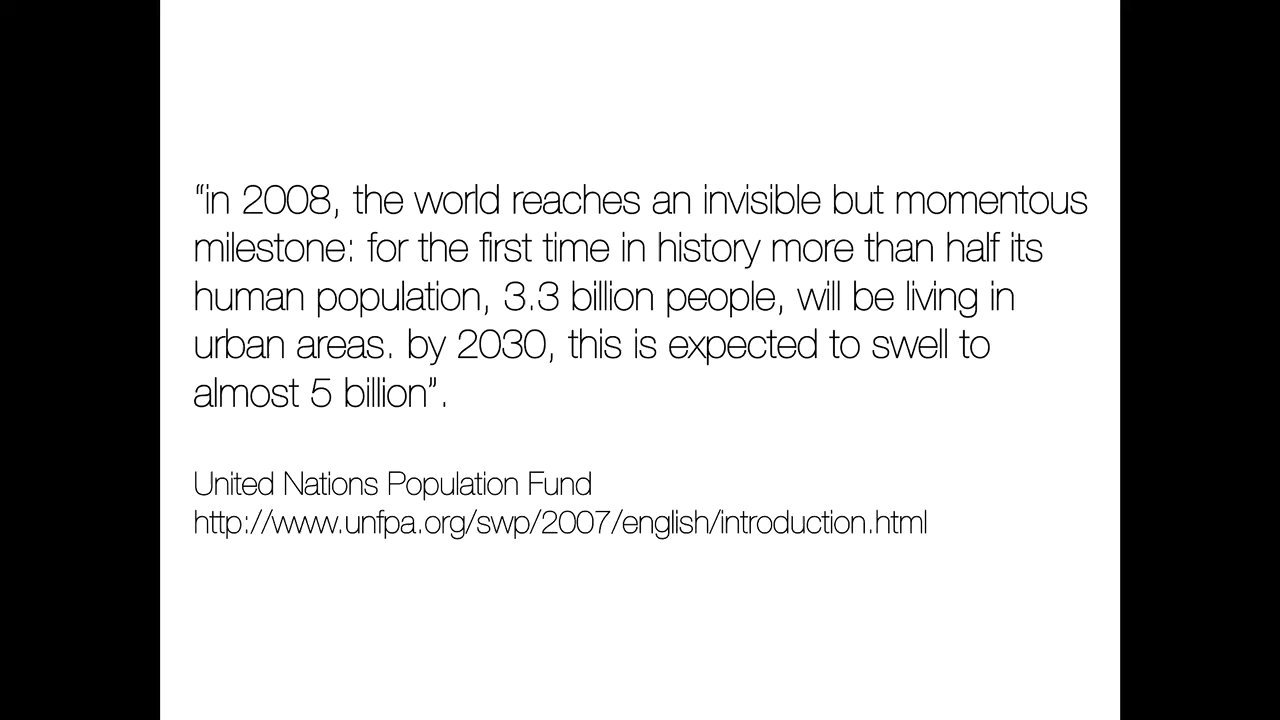 “in 2008, the world reaches an invisible but momentous
milestone: for the first time in history more than half its
human population, 3.3 billion people, will be living in
urban areas. by 2030, this is expected to swell to
almost 5 billion”.
United Nations Population Fund
http://www.unfpa.org/swp/2007/english/introduction.html